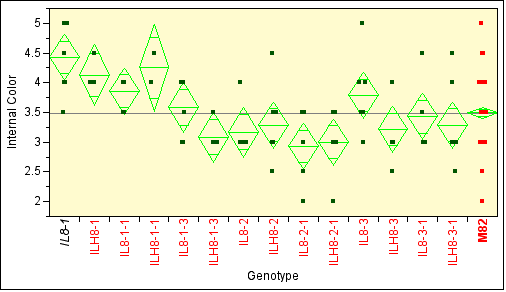 Internal Color
5
4.5
4
3.5
3
2.5
2
IL8-1
ILH8-1
IL8-1-1
ILH8-1-1
IL8-1-3
ILH8-1-3
IL8-2
ILH8-2
IL8-2-1
ILH8-2-1
IL8-3
ILH8-3
IL8-3-1
ILH8-3-1
M82
Genotype